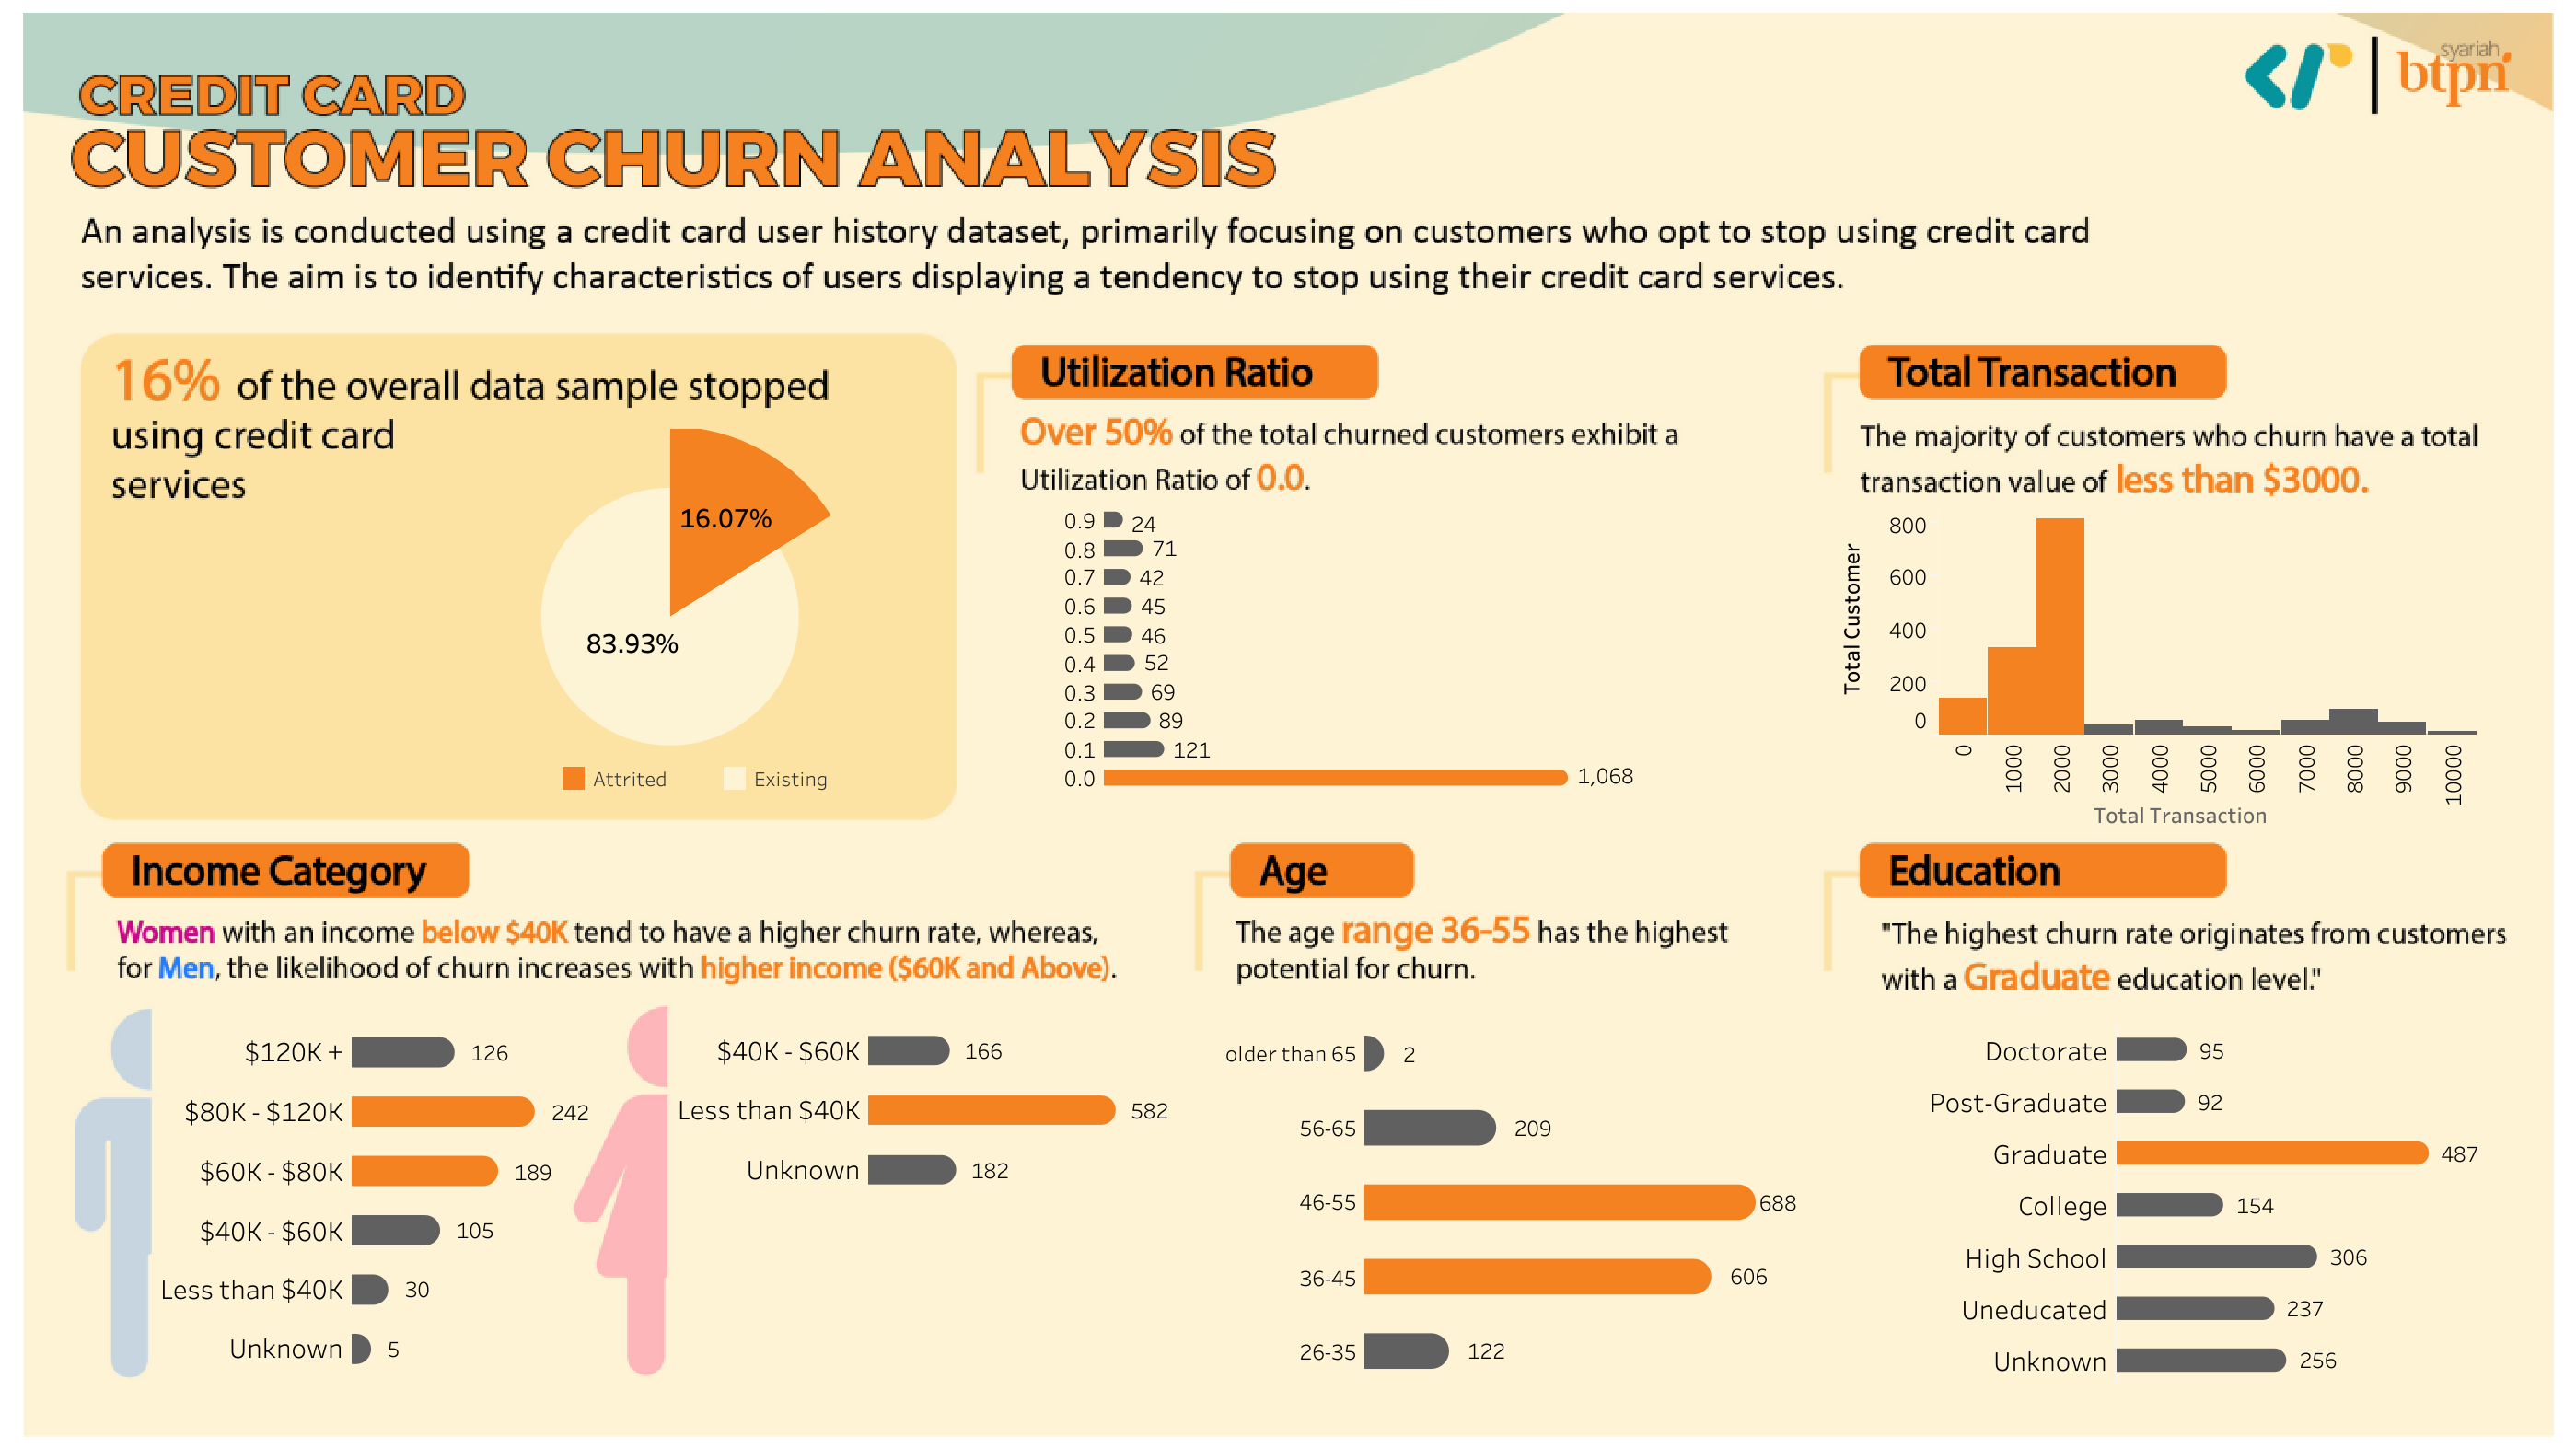 CREDIT CARD
CUSTOMER CHURN ANALYSIS
syariah
btpn
An analysis is conducted using a credit card user history dataset, primarily focusing on customers who opt to stop using credit card
services. The aim is to identify characteristics of users displaying a tendency to stop using their credit card services.
16% of the overall data sample stopped
using credit card
services
16.07%
83.93%
Attrited
Existing
Utilization Ratio
Over 50% of the total churned customers exhibit a
Utilization Ratio of 0.0.
0.9 24
0.8 71
0.7 42
0.6 45
0.5 46
0.4 52
0.3 69
0.2 89
0.1 121
0.0 1,068
Total Transaction
The majority of customers who churn have a total
transaction value of less than $3000.
Total Customer
800
600
400
200
0
0 1000 2000 3000 4000 5000 6000 7000 8000 9000 10000
Total Transaction
Income Category
Women with an income below $40K tend to have a higher churn rate, whereas,
for Men, the likelihood of churn increases with higher income ($60K and Above).
$120K + 126
$80K - $120K 242
$60K - $80K 189
$40K - $60K 105
Less than $40K 30
Unknown 5
$40K - $60K 166
Less than $40K 582
Unknown 182
Age
The age range 36-55 has the highest
potential for churn.
older than 65 2
56-65 209
46-55 688
36-45 606
26-35 122
Education
"The highest churn rate originates from customers
with a Graduate education level."
Doctorate 95
Post-Graduate 92
Graduate 487
College 154
High School 306
Uneducated 237
Unknown 256